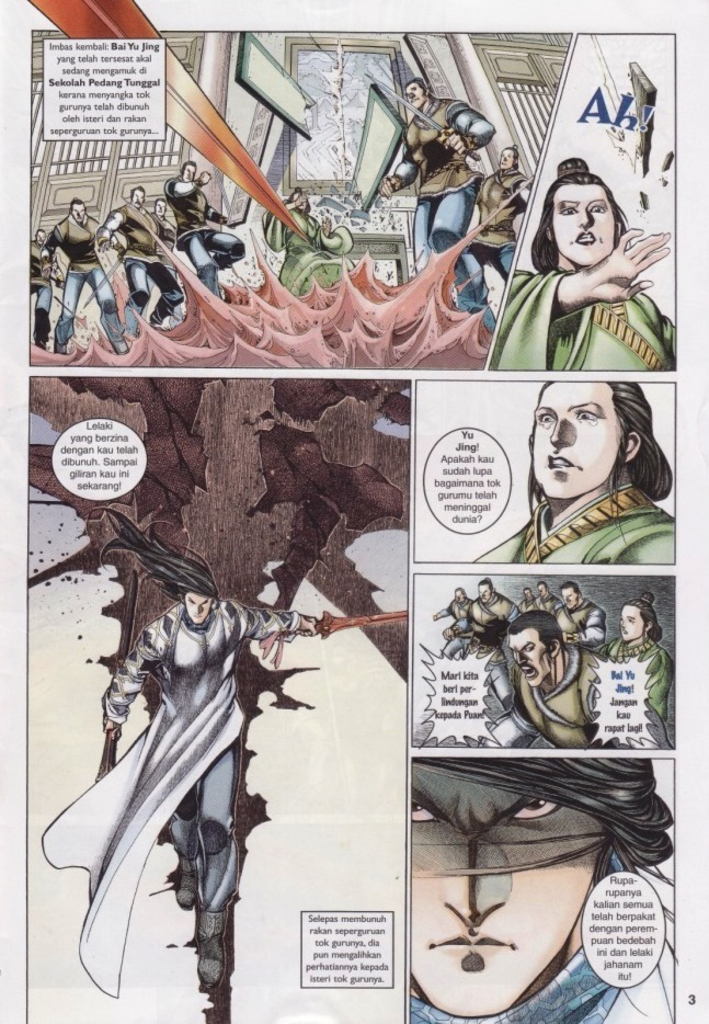 Imbas kembali: Bai Yu Jing
yang telah tersesat akal
sedang mengamuk di
Sekolah Pedang Tunggal
kerana menyangka tok
gurunya telah dibunuh
oleh isteri dan rakan
seperguruan tok gurunya...
Ah!
Lelaki
yang berzina
dengan kau telah
dibunuh. Sampai
giliran kau ini
sekarang!
Yu
Jing!
Apakah kau
sudah lupa
bagaimana tok
gurumu telah
meninggal
dunia?
Mari kita
beri per-
lindungan
kepada Puan!
Bai Yu
Jing!
Jangan
kau
rapat lagi!
Selepas membunuh
rakan seperguruan
tok gurunya, dia
pun mengalihkan
perhatiannya kepada
isteri tok gurunya.
Rupa-
rupanya
kalian semua
telah berpakat
dengan perem-
puan bedebah
ini dan lelaki
jahanam
itu!
3